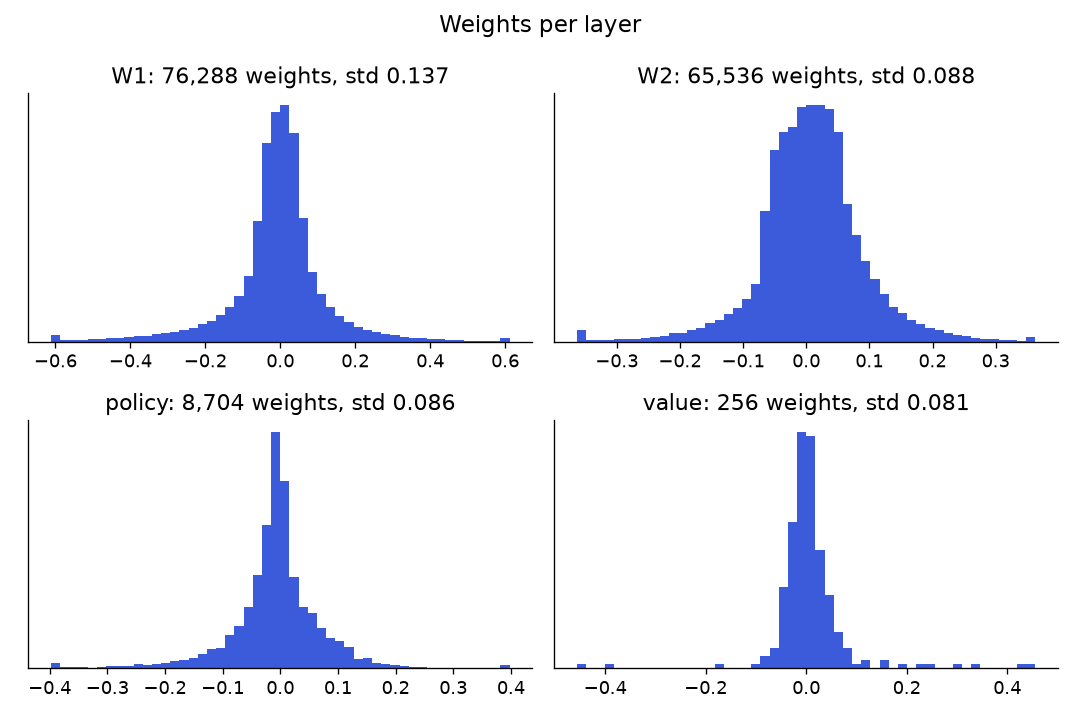 Weights per layer
W1: 76,288 weights, std 0.137
W2: 65,536 weights, std 0.088
−0.6 −0.4 −0.2 0.0 0.2 0.4 0.6
−0.3 −0.2 −0.1 0.0 0.1 0.2 0.3
policy: 8,704 weights, std 0.086
value: 256 weights, std 0.081
−0.4 −0.3 −0.2 −0.1 0.0 0.1 0.2 0.3 0.4
−0.4 −0.2 0.0 0.2 0.4